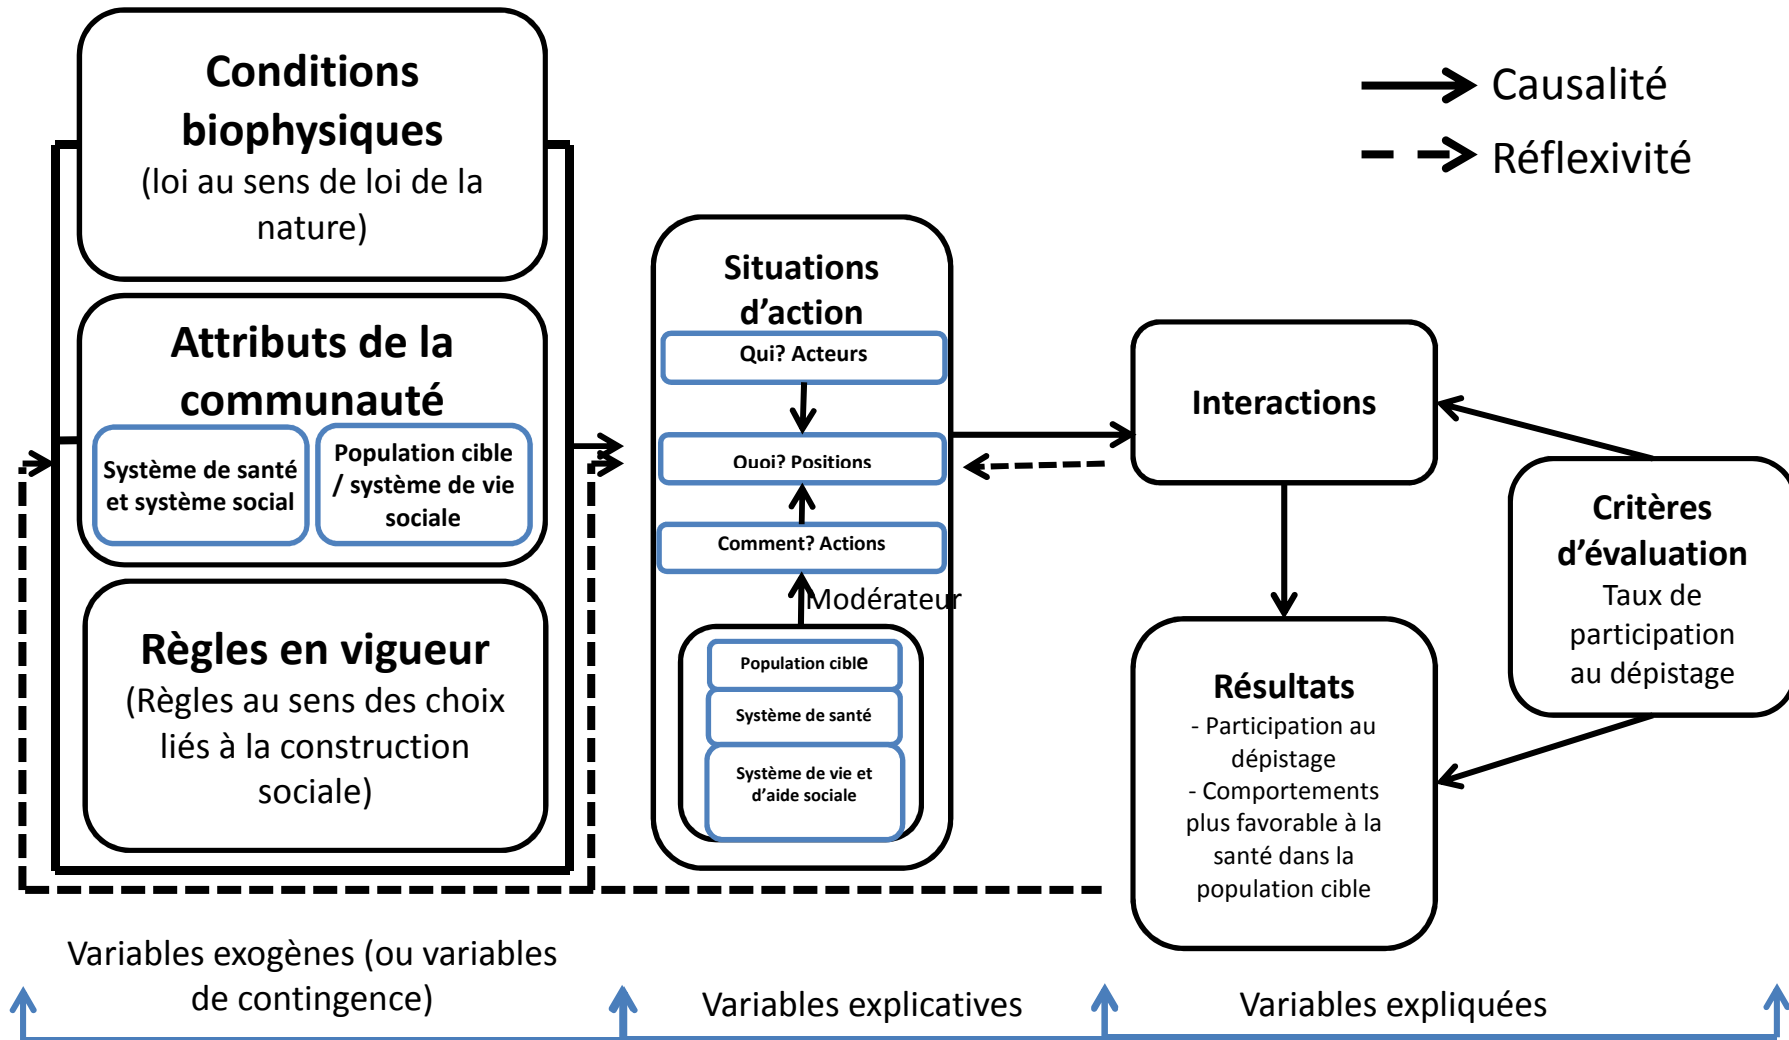 Conditions
biophysiques
(loi au sens de loi de la
nature)
Attributs de la
communauté
Système de santé
et système social
Population cible
/ système de vie
sociale
Règles en vigueur
(Règles au sens des choix
liés à la construction
sociale)
Situations
d’action
Qui? Acteurs
Quoi? Positions
Comment? Actions
Modérateur
Population cible
Système de santé
Système de vie et
d’aide sociale
Causalité
Réflexivité
Interactions
Résultats
- Participation au
dépistage
- Comportements
plus favorable à la
santé dans la
population cible
Critères
d’évaluation
Taux de
participation
au dépistage
Variables exogènes (ou variables
de contingence)
Variables explicatives
Variables expliquées